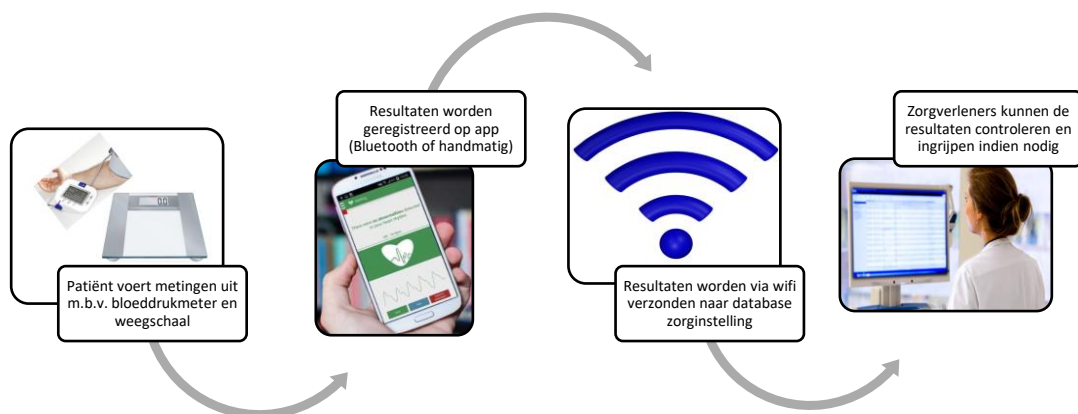 Patiënt voert metingen uit
m.b.v. bloeddrukmeter en
weegschaal
Resultaten worden
geregistreerd op app
(Bluetooth of handmatig)
Resultaten worden via wifi
verzonden naar database
zorginstelling
Zorgverleners kunnen de
resultaten controleren en
ingrijpen indien nodig